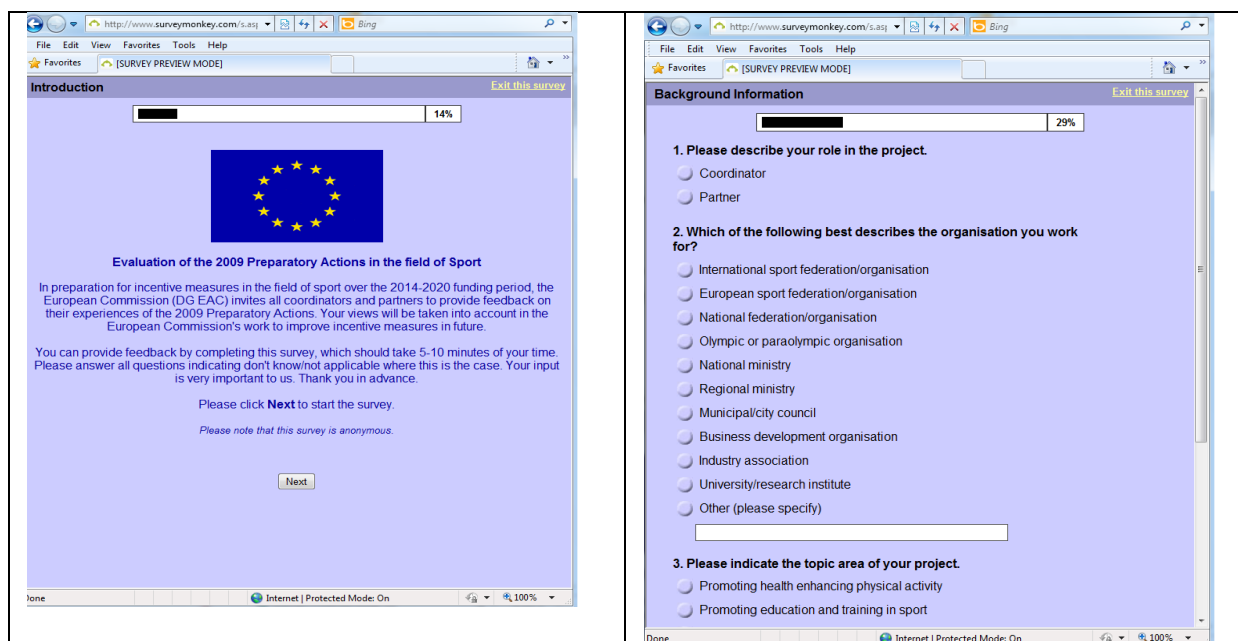 http://www.surveymonkey.com/s.as
Bing
File Edit View Favorites Tools Help
Favorites [SURVEY PREVIEW MODE]
Introduction Exit this survey
14%
Evaluation of the 2009 Preparatory Actions in the field of Sport
In preparation for incentive measures in the field of sport over the 2014-2020 funding period, the
European Commission (DG EAC) invites all coordinators and partners to provide feedback on
their experiences of the 2009 Preparatory Actions. Your views will be taken into account in the
European Commission's work to improve incentive measures in future.
You can provide feedback by completing this survey, which should take 5-10 minutes of your time.
Please answer all questions indicating don't know/not applicable where this is the case. Your input
is very important to us. Thank you in advance.
Please click Next to start the survey.
Please note that this survey is anonymous.
Next
Done Internet | Protected Mode: On 100%
http://www.surveymonkey.com/s.as
Bing
File Edit View Favorites Tools Help
Favorites [SURVEY PREVIEW MODE]
Background Information Exit this survey
29%
1. Please describe your role in the project.
Coordinator
Partner
2. Which of the following best describes the organisation you work
for?
International sport federation/organisation
European sport federation/organisation
National federation/organisation
Olympic or paraolympic organisation
National ministry
Regional ministry
Municipal/city council
Business development organisation
Industry association
University/research institute
Other (please specify)
3. Please indicate the topic area of your project.
Promoting health enhancing physical activity
Promoting education and training in sport
Done Internet | Protected Mode: On 100%